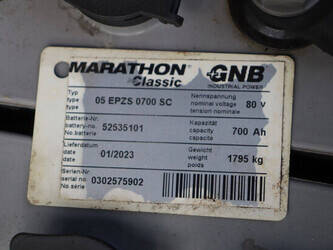 MARATHON Classic GNB INDUSTRIAL POWER
Typ type type 05 EPZS 0700 SC Nennspannung nominal voltage tension nominale 80 V
Batterie-Nr. battery-no. 52535101 Kapazität capacity capacité 700 Ah
Lieferdatum date date 01/2023 Gewicht weight poids 1795 kg
Serien-Nr. serial no. No.série 0302575902